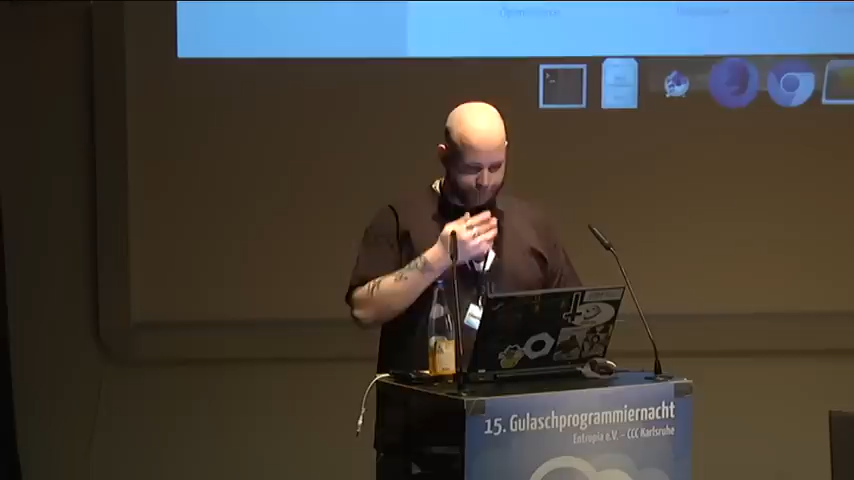 15. Gulaschprogrammiernacht
Entropia e.V. – CCC Karlsruhe